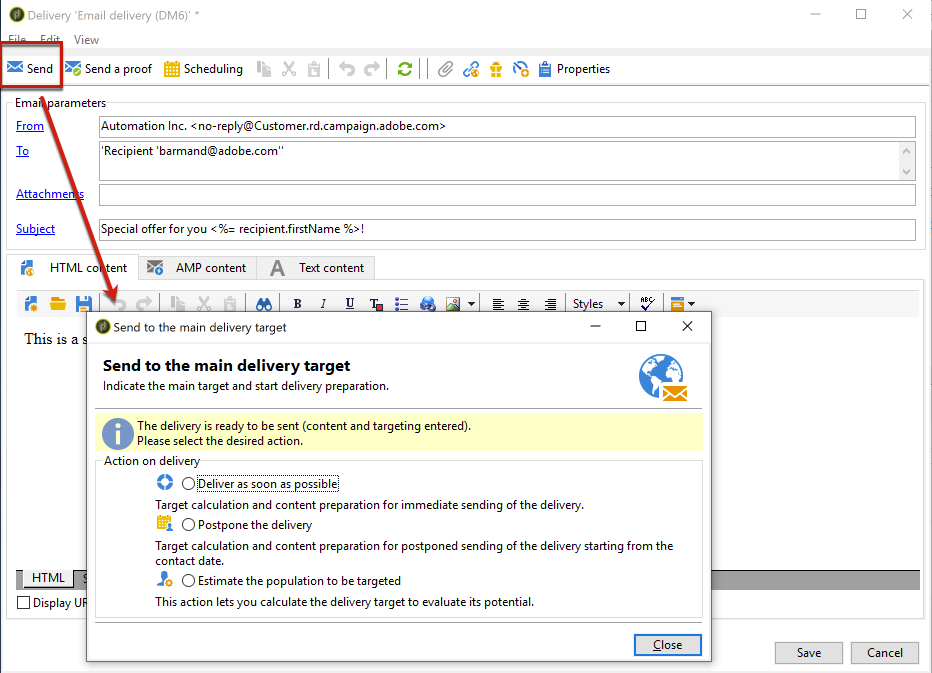 Delivery 'Email delivery (DM6)' *
File Edit View
Send Send a proof Scheduling Properties
Email parameters
From Automation Inc. <no-reply@Customer.rd.campaign.adobe.com>
To 'Recipient 'barmand@adobe.com''
Attachments
Subject Special offer for you <%= recipient.firstName %>!
HTML content AMP content Text content
B I U T Styles ABC
This is a s
Send to the main delivery target
Send to the main delivery target
Indicate the main target and start delivery preparation.
The delivery is ready to be sent (content and targeting entered).
Please select the desired action.
Action on delivery
Deliver as soon as possible
Target calculation and content preparation for immediate sending of the delivery.
Postpone the delivery
Target calculation and content preparation for postponed sending of the delivery starting from the
contact date.
Estimate the population to be targeted
This action lets you calculate the delivery target to evaluate its potential.
HTML S
Display UR
Close
Save Cancel